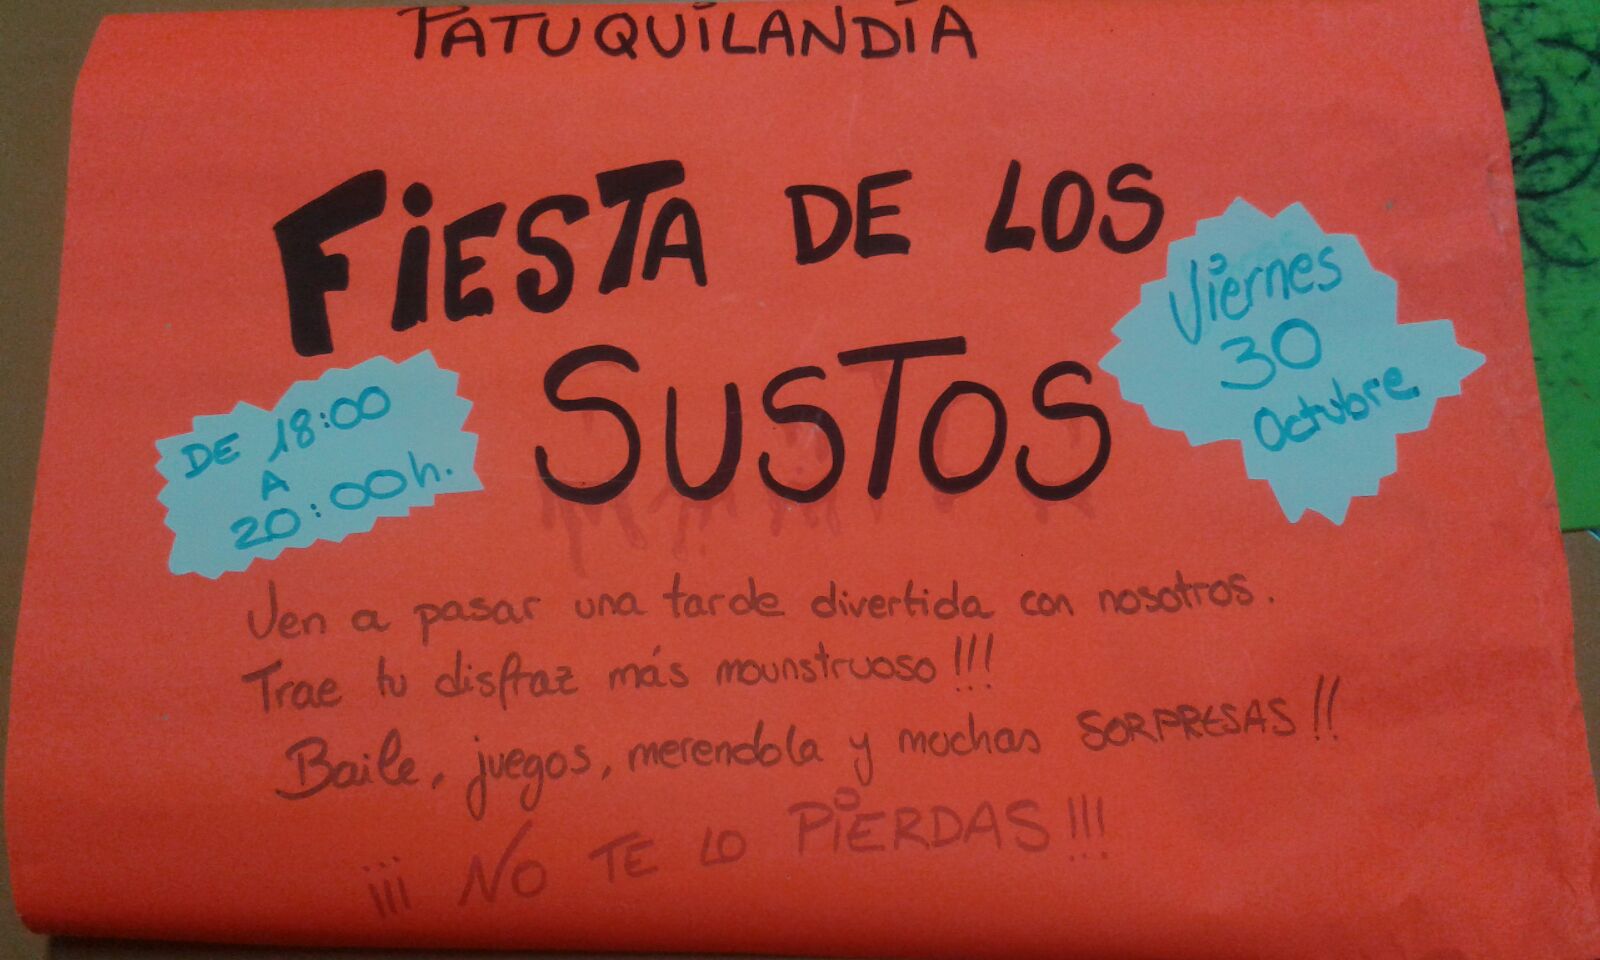 PATUQUILANDIA
FIESTA DE LOS
SUSTOS
Viernes
30
Octubre
DE 18:00
A
20:00h.
Ven a pasar una tarde divertida con nosotros.
Trae tu disfraz más mounstruoso!!!
Baile, juegos, merendola y muchas SORPRESAS!!
¡¡¡ NO TE LO PIERDAS!!!